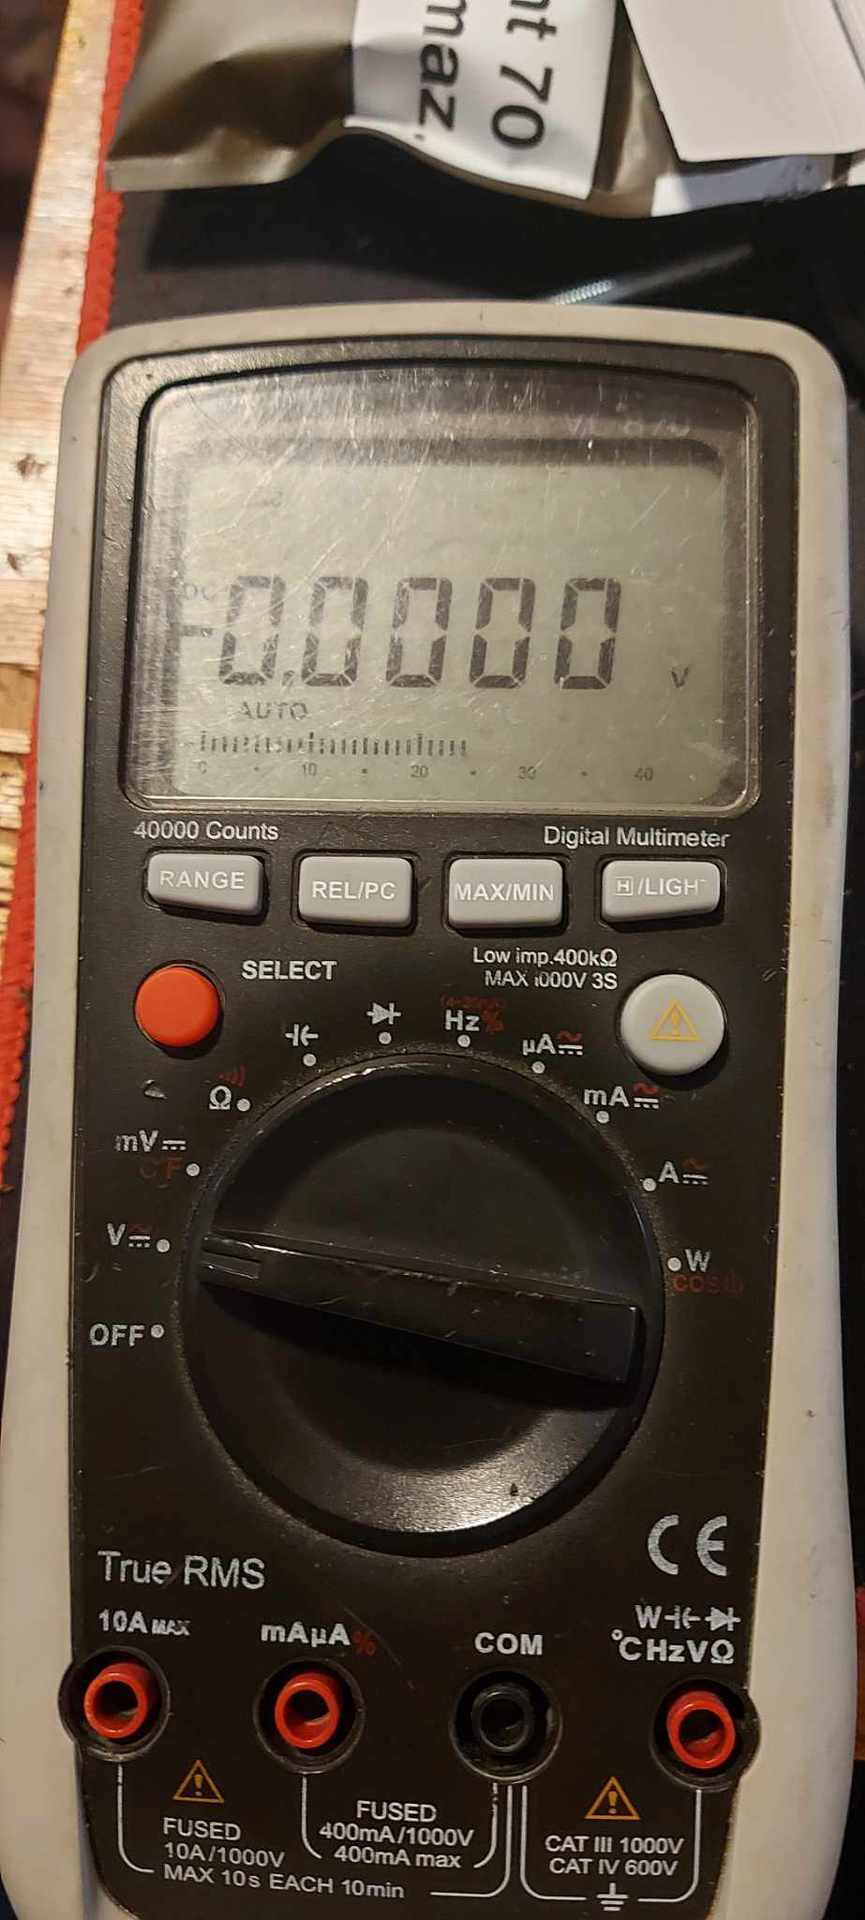 nt 70
maz.
DC
-0.0000
V
AUTO
0 10 20 30 40
40000 Counts
Digital Multimeter
RANGE
REL/PC
MAX/MIN
H/LIGH
SELECT
Low imp.400kΩ
MAX 1000V 3S
Hz%
µA
mA
A
W
COSΦ
Ω
mV
°C°F
V
OFF
CE
True RMS
10A MAX
mAµA%
COM
W
°CHzVΩ
FUSED
10A/1000V
MAX 10s EACH 10min
FUSED
400mA/1000V
400mA max
CAT III 1000V
CAT IV 600V